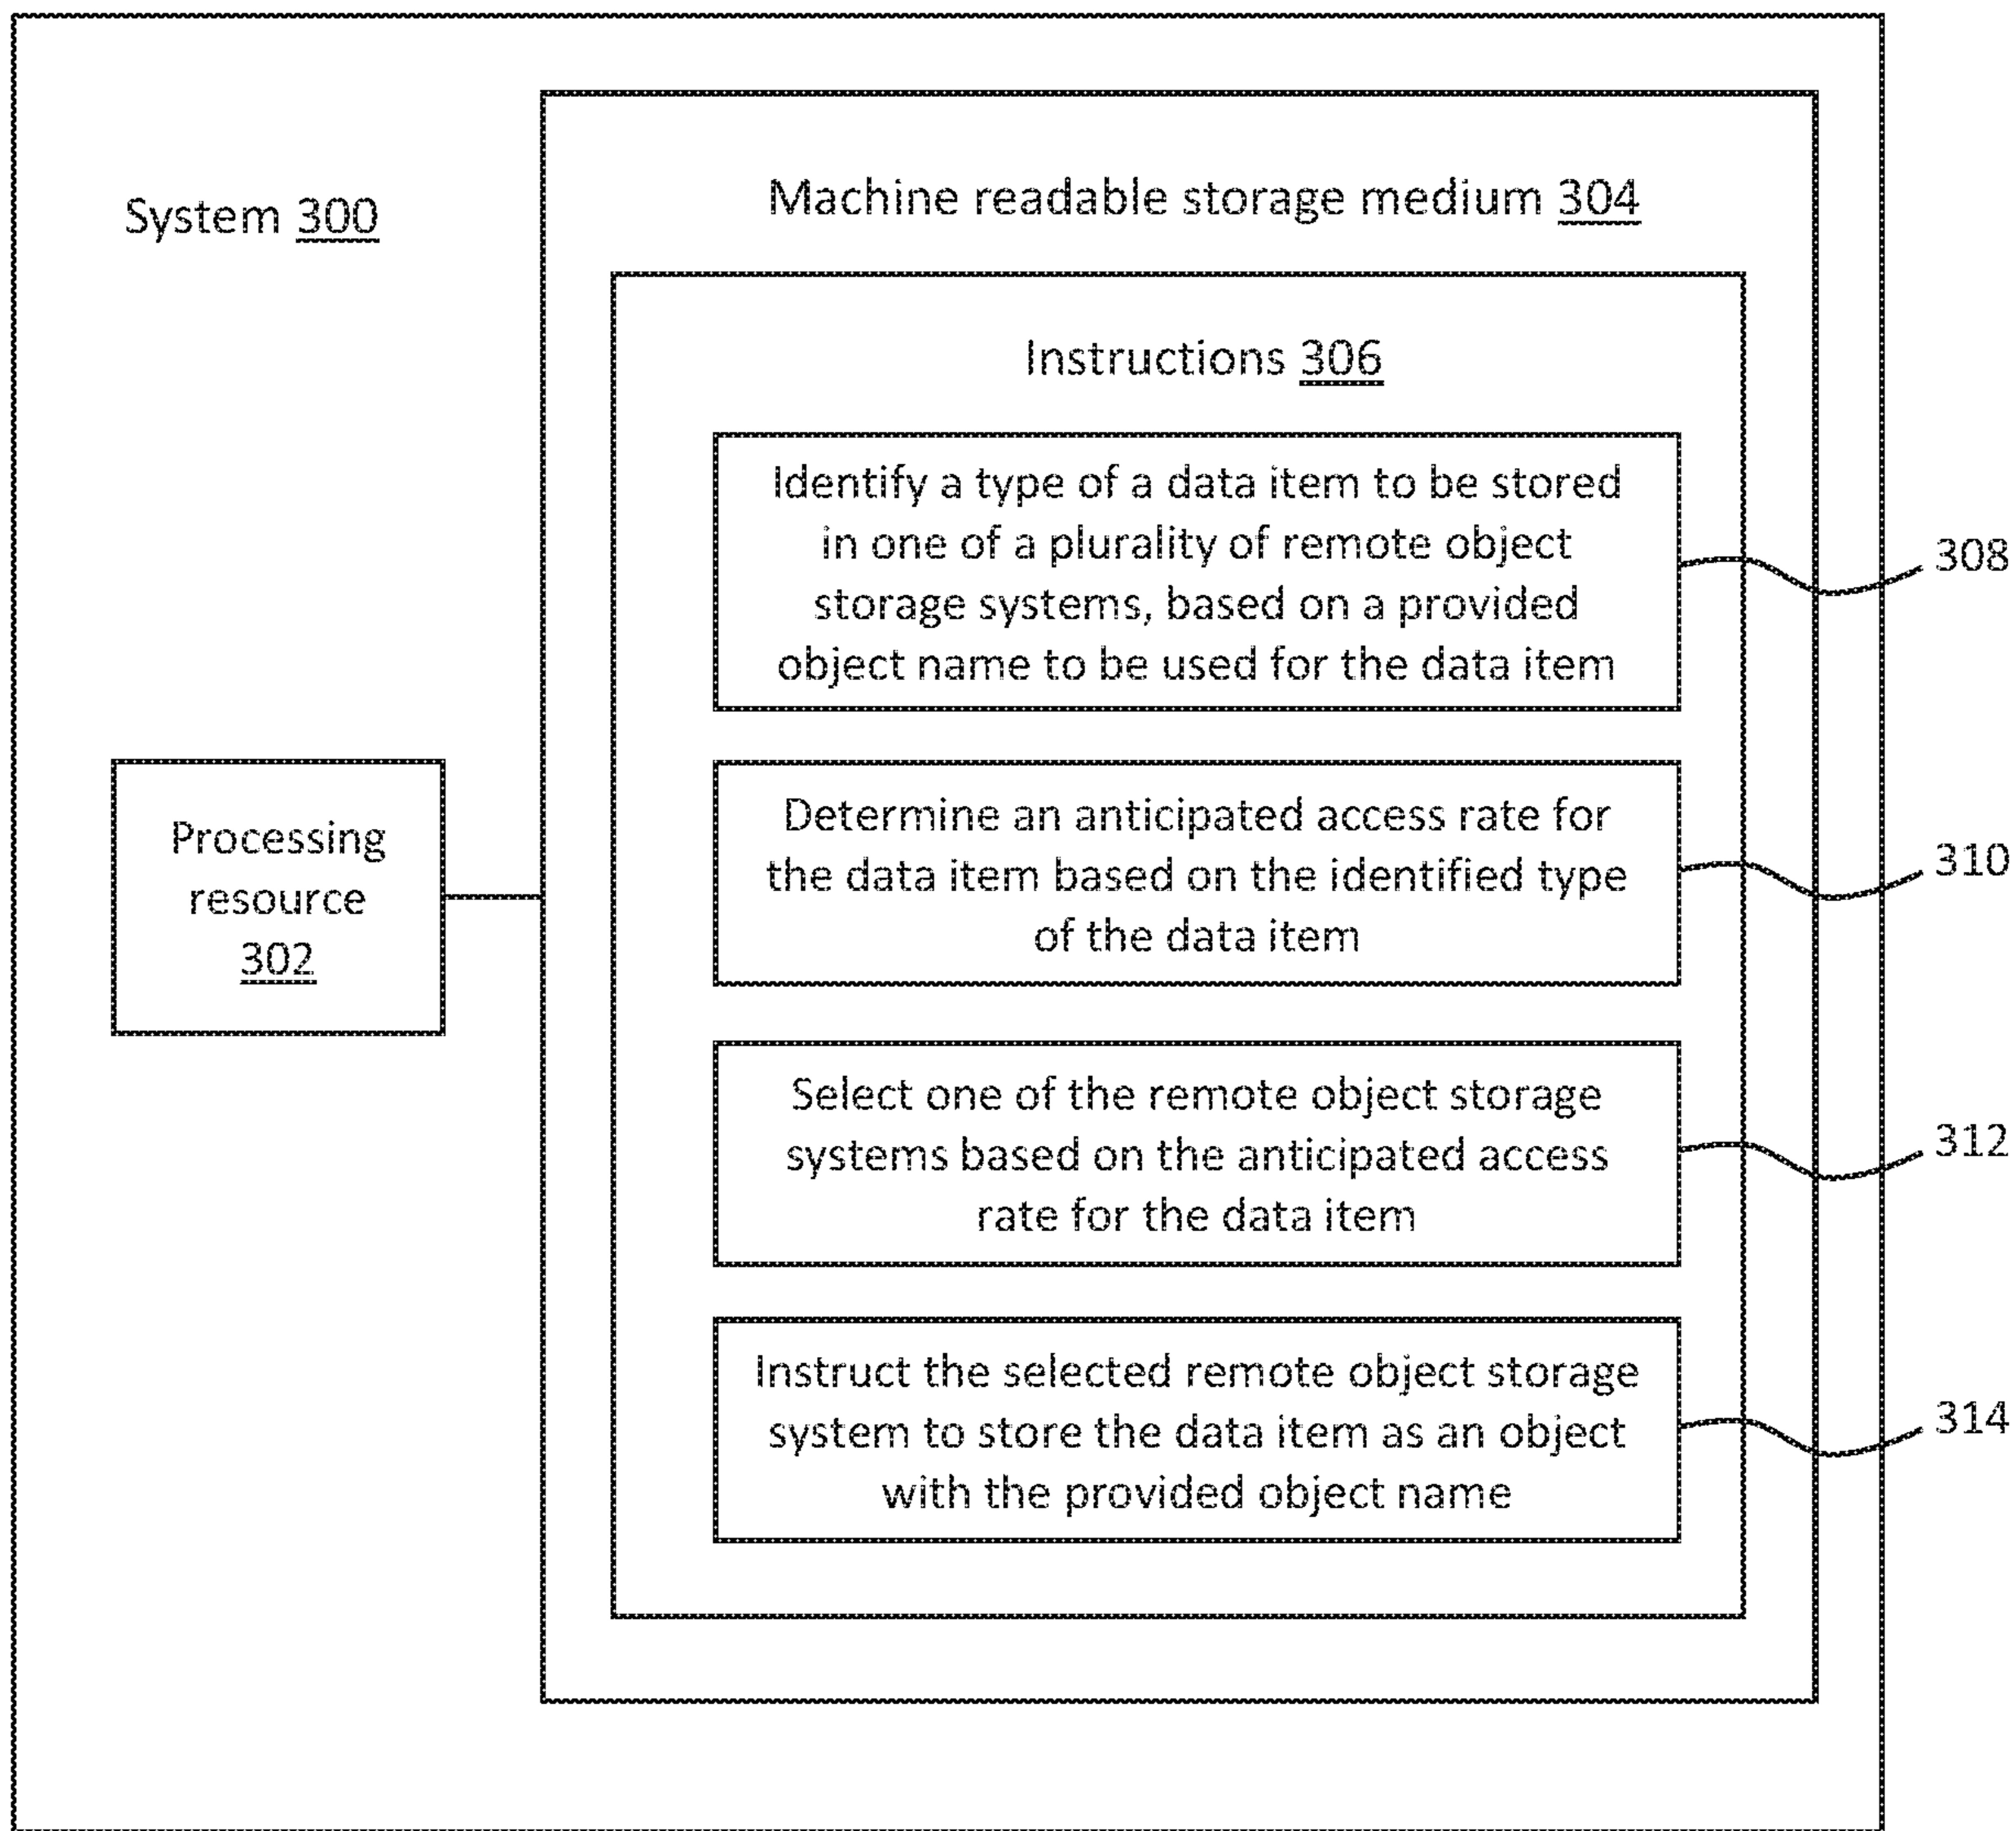 System 300
Machine readable storage medium 304
Instructions 306
Identify a type of a data item to be stored
in one of a plurality of remote object
storage systems, based on a provided
object name to be used for the data item
308
Processing
resource
302
Determine an anticipated access rate for
the data item based on the identified type
of the data item
310
Select one of the remote object storage
systems based on the anticipated access
rate for the data item
312
Instruct the selected remote object storage
system to store the data item as an object
with the provided object name
314